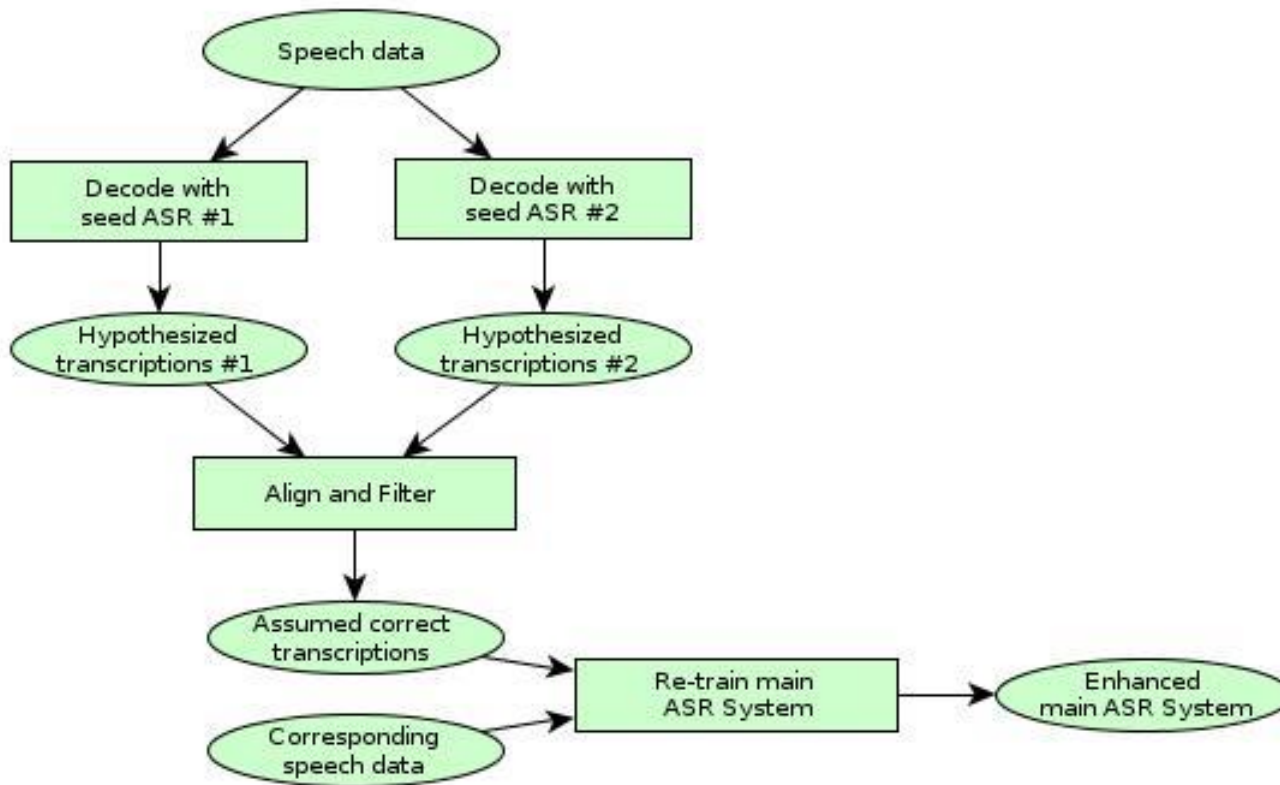 Speech data
Decode with
seed ASR #1
Decode with
seed ASR #2
Hypothesized
transcriptions #1
Hypothesized
transcriptions #2
Align and Filter
Assumed correct
transcriptions
Re-train main
ASR System
Enhanced
main ASR System
Corresponding
speech data